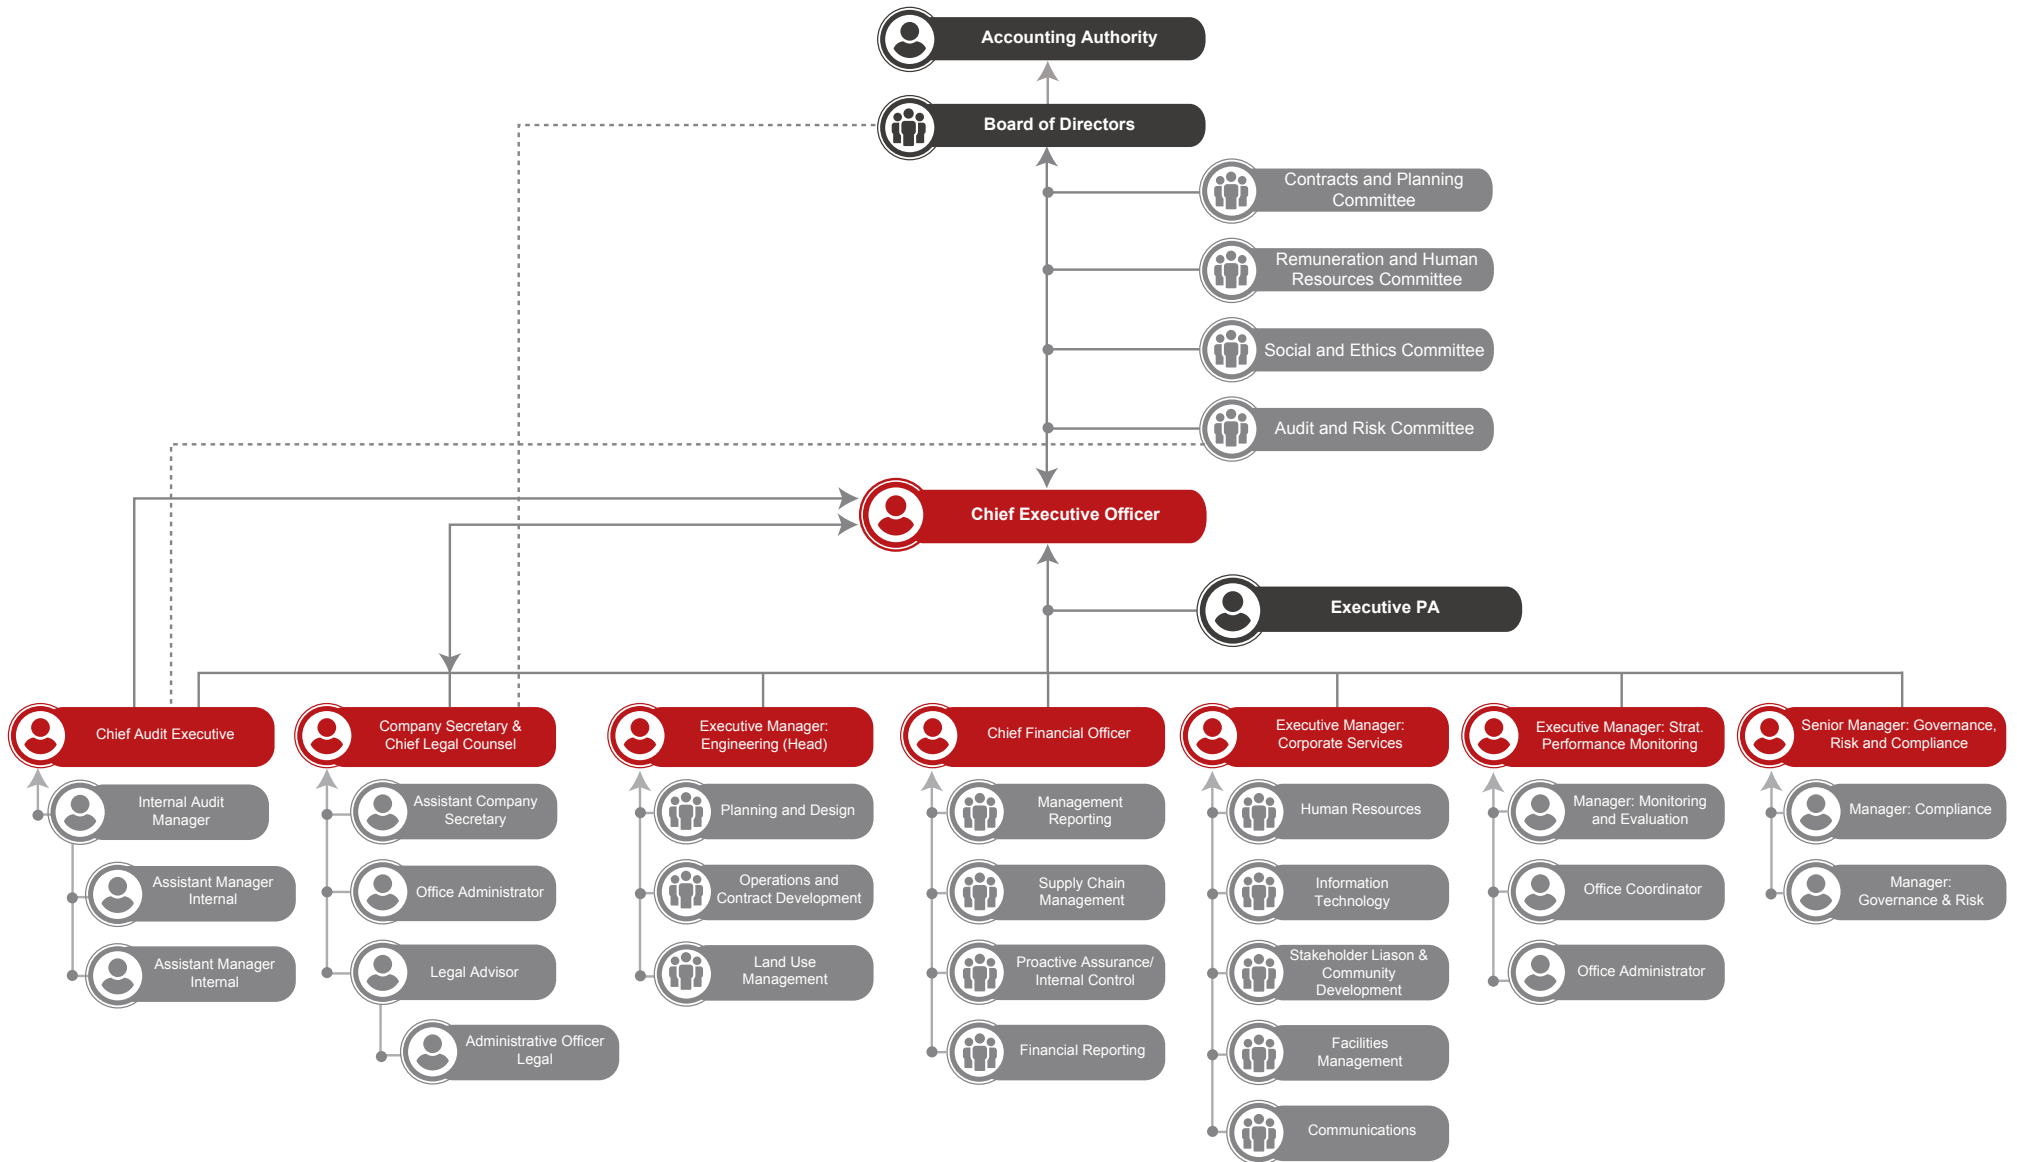 Accounting Authority
Board of Directors
Contracts and Planning
Committee
Remuneration and Human
Resources Committee
Social and Ethics Committee
Audit and Risk Committee
Chief Executive Officer
Executive PA
Chief Audit Executive
Internal Audit
Manager
Assistant Manager
Internal
Assistant Manager
Internal
Company Secretary &
Chief Legal Counsel
Assistant Company
Secretary
Office Administrator
Legal Advisor
Administrative Officer
Legal
Executive Manager:
Engineering (Head)
Planning and Design
Operations and
Contract Development
Land Use
Management
Chief Financial Officer
Management
Reporting
Supply Chain
Management
Proactive Assurance/
Internal Control
Financial Reporting
Executive Manager:
Corporate Services
Human Resources
Information
Technology
Stakeholder Liason &
Community
Development
Facilities
Management
Communications
Executive Manager: Strat.
Performance Monitoring
Manager: Monitoring
and Evaluation
Office Coordinator
Office Administrator
Senior Manager: Governance,
Risk and Compliance
Manager: Compliance
Manager:
Governance & Risk